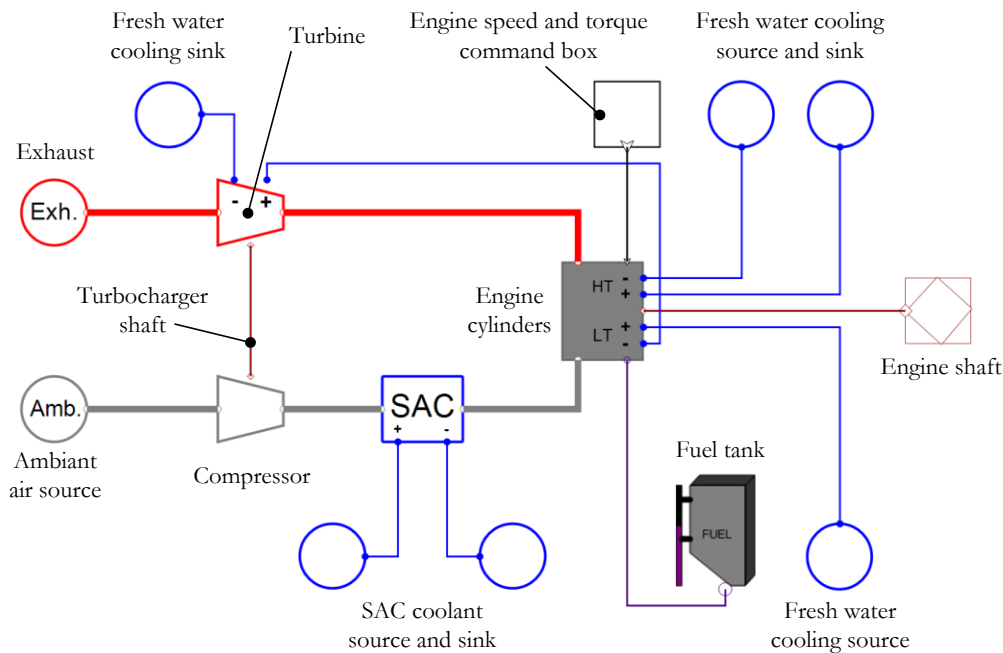 Fresh water
cooling sink
Turbine
Engine speed and torque
command box
Fresh water cooling
source and sink
Exhaust
Exh.
- +
Turbocharger
shaft
Engine
cylinders
HT
-
+
LT
+
-
Engine shaft
Amb.
Ambiant
air source
Compressor
SAC
+ -
Fuel tank
FUEL
SAC coolant
source and sink
Fresh water
cooling source